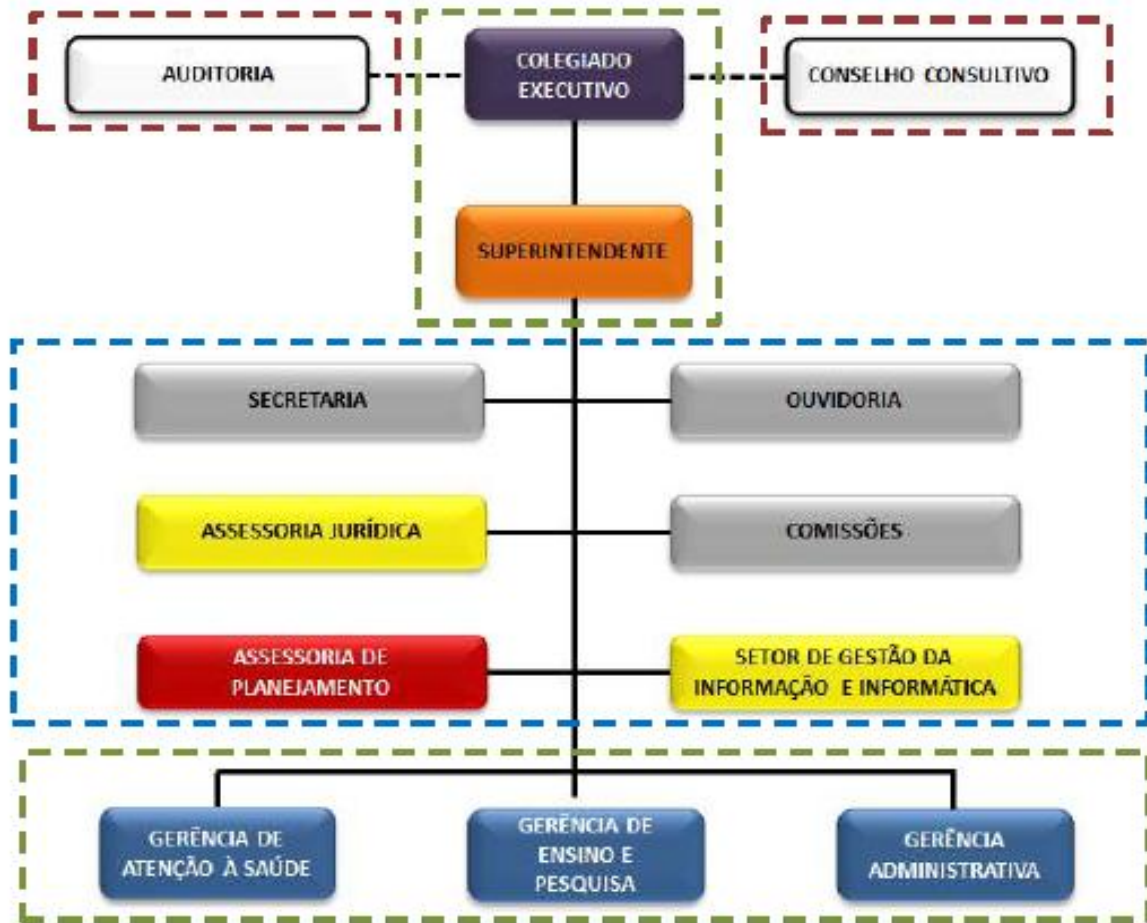 AUDITORIA
COLEGIADO
EXECUTIVO
CONSELHO CONSULTIVO
SUPERINTENDENTE
SECRETARIA
OUVIDORIA
ASSESSORIA JURÍDICA
COMISSÕES
ASSESSORIA DE
PLANEJAMENTO
SETOR DE GESTÃO DA
INFORMAÇÃO E INFORMÁTICA
GERÊNCIA DE
ATENÇÃO À SAÚDE
GERÊNCIA DE
ENSINO E
PESQUISA
GERÊNCIA
ADMINISTRATIVA